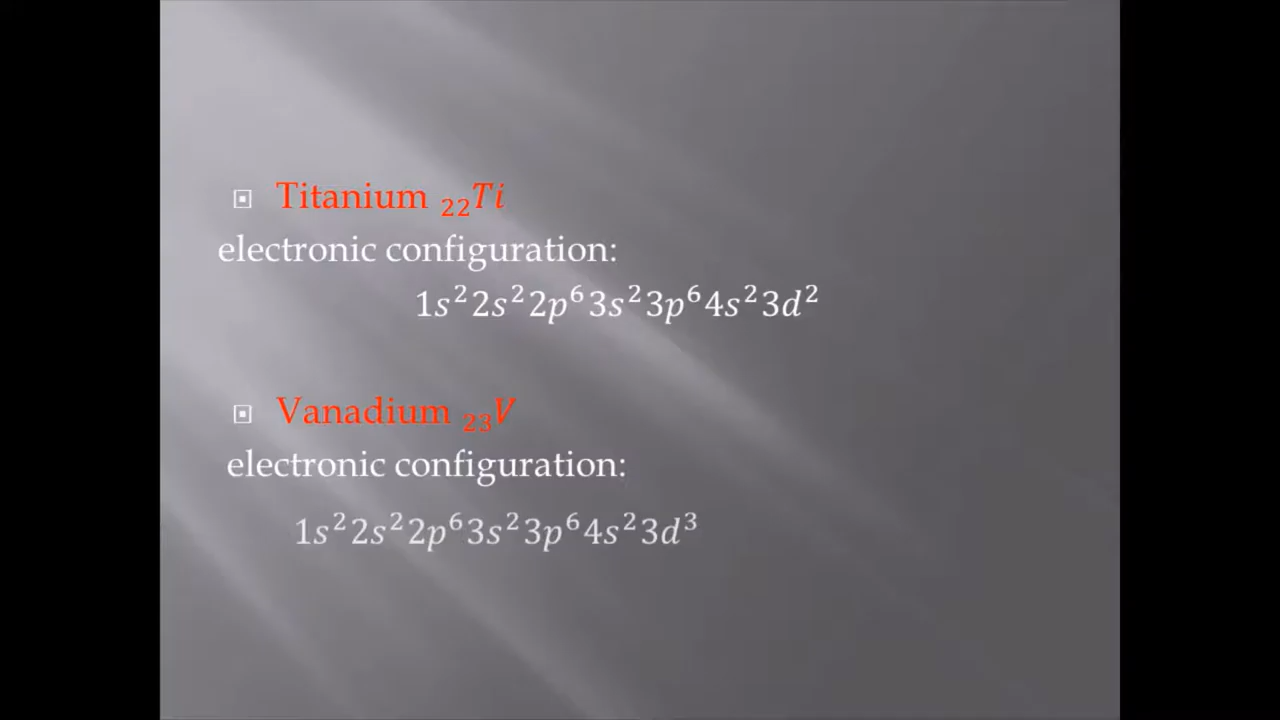 Titanium ₂₂Ti
electronic configuration:
1s²2s²2p⁶3s²3p⁶4s²3d²
Vanadium ₂₃V
electronic configuration:
1s²2s²2p⁶3s²3p⁶4s²3d³